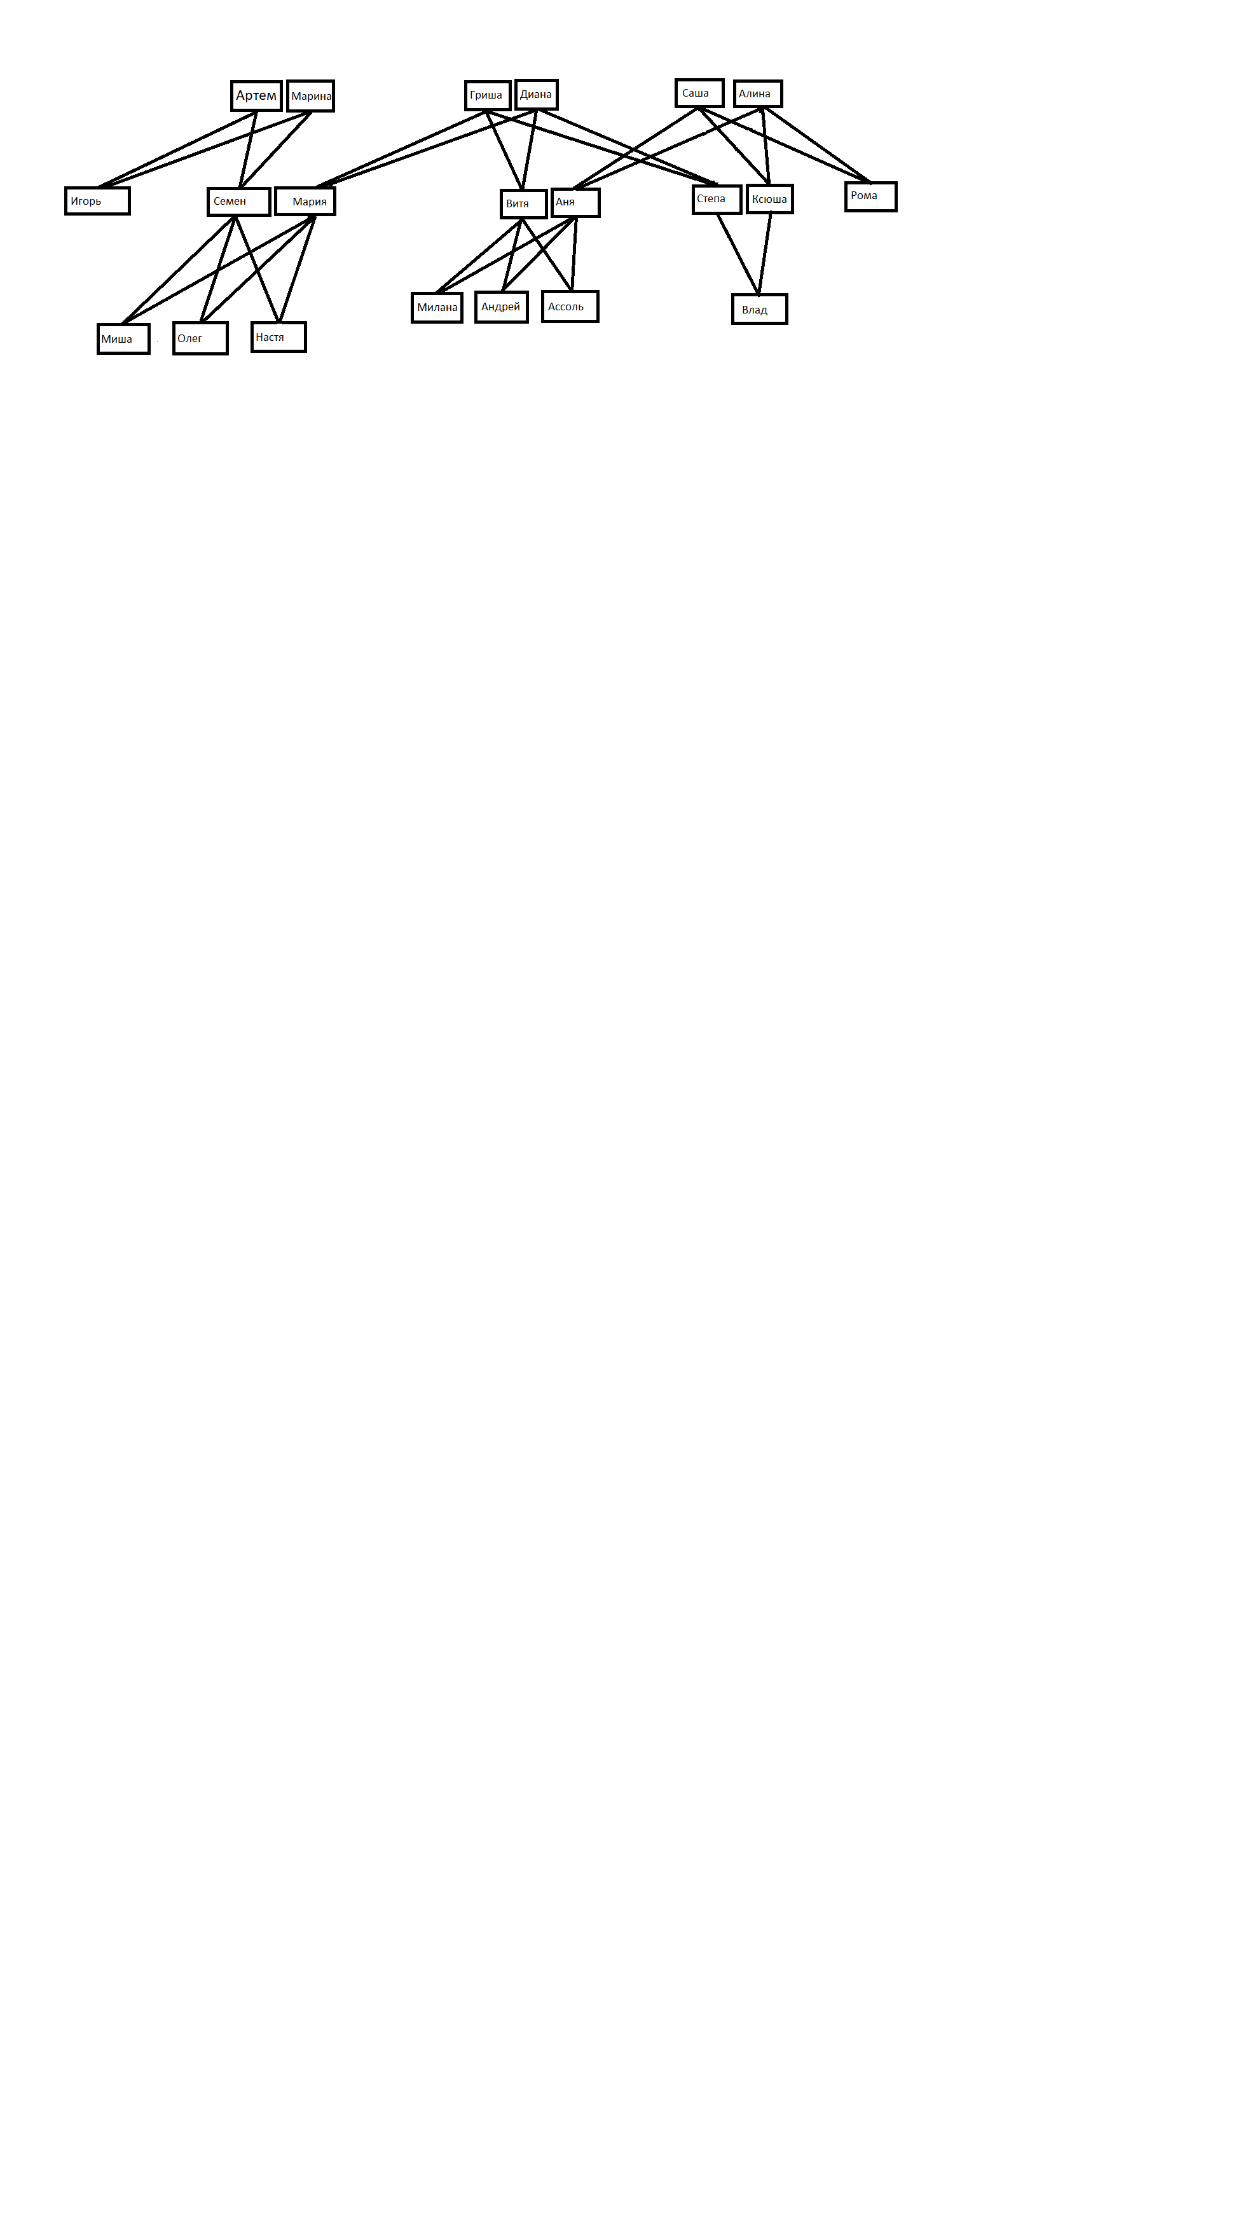 Артем Марина Гриша Диана Саша Алина
Игорь Семен Мария Витя Аня Степа Ксюша Рома
Милана Андрей Ассоль Влад
Миша Олег Настя